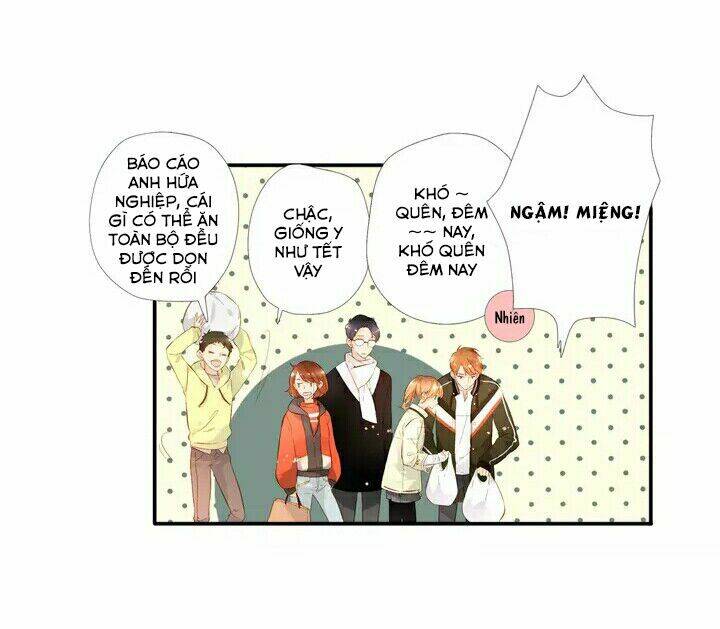 BÁO CÁO
ANH HỨA
NGHIỆP, CÁI
GÌ CÓ THỂ ĂN
TOÀN BỘ ĐỀU
ĐƯỢC DỌN
ĐẾN RỒI
CHẬC,
GIỐNG Y
NHƯ TẾT
VẬY
KHÓ ~
QUÊN, ĐÊM
~~ NAY,
KHÓ QUÊN
ĐÊM NAY
NGẬM! MIỆNG!
Nhiên